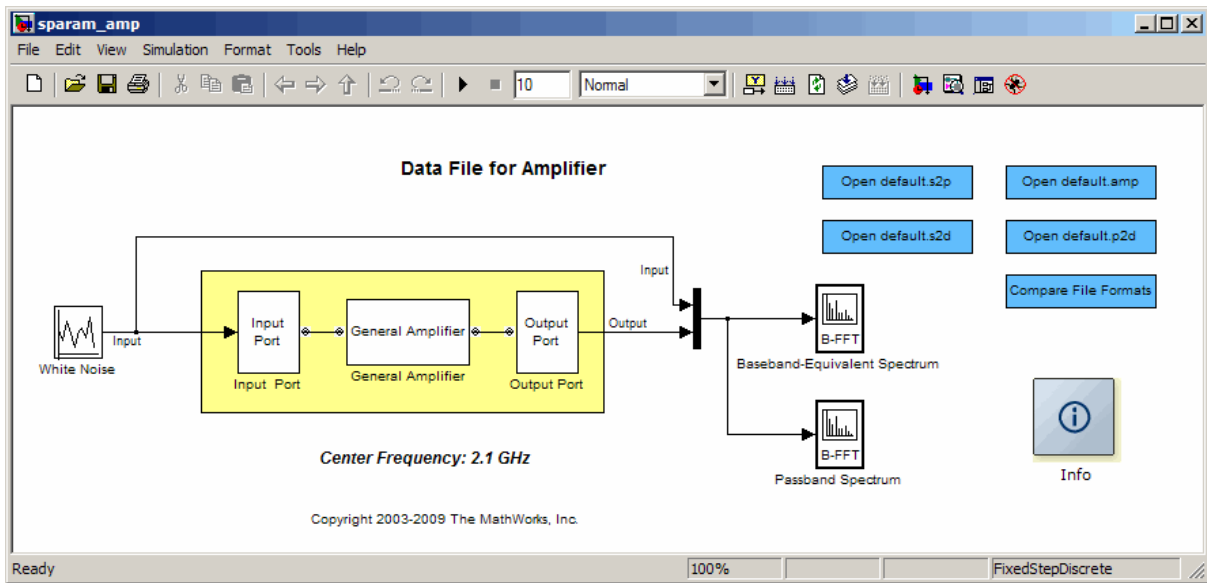 sparam_amp
File Edit View Simulation Format Tools Help
10 Normal
Data File for Amplifier
Open default.s2p
Open default.amp
Open default.s2d
Open default.p2d
Compare File Formats
Input
Input
White Noise
Input Port
Input Port
General Amplifier
General Amplifier
Output Port
Output Port
Output
B-FFT
Baseband-Equivalent Spectrum
B-FFT
Passband Spectrum
Info
Center Frequency: 2.1 GHz
Copyright 2003-2009 The MathWorks, Inc.
Ready 100% FixedStepDiscrete